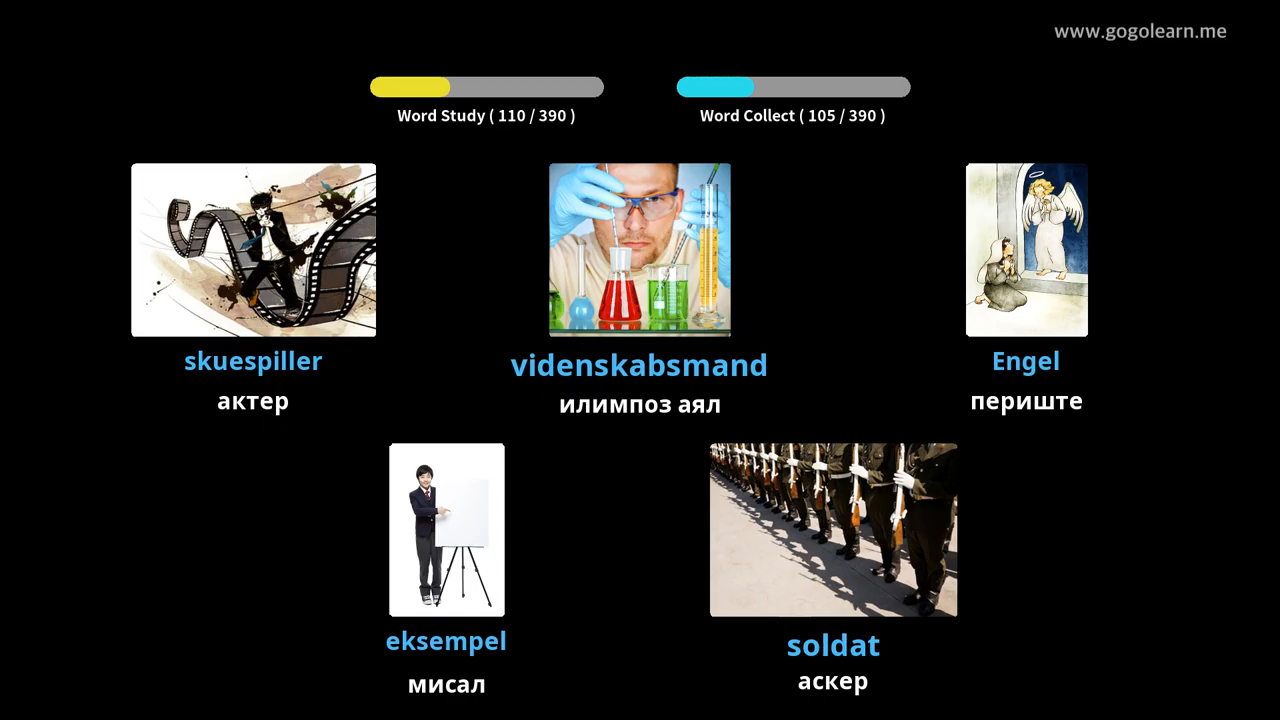 www.gogolearn.me
Word Study ( 110 / 390 )
Word Collect ( 105 / 390 )
skuespiller
актер
videnskabsmand
илимпоз аял
Engel
периште
eksempel
мисал
soldat
аскер